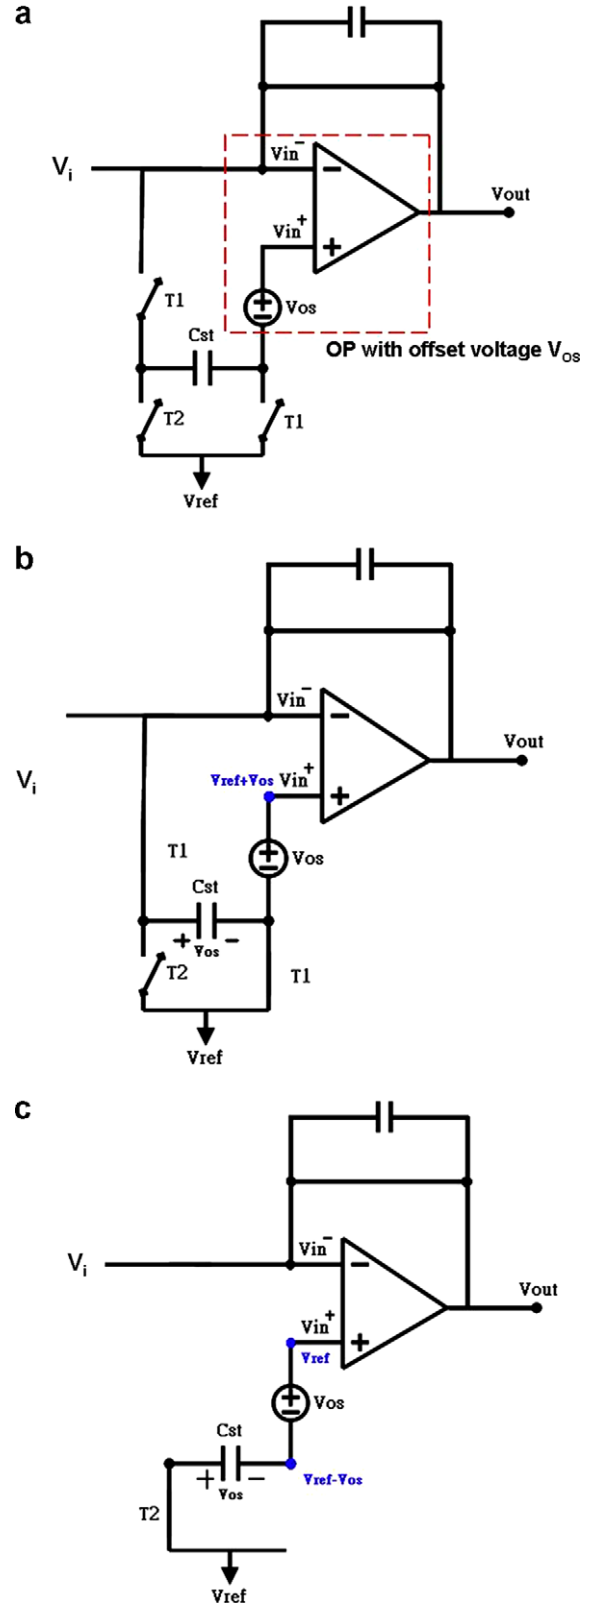 a
Vi
Vin−
Vout
Vin+
T1
Vos
Cst
OP with offset voltage VOS
T2
T1
Vref
b
Vin−
Vout
Vref+Vos Vin+
Vi
T1
Vos
Cst
+ Vos −
T2
T1
Vref
c
Vin−
Vi
Vout
Vin+
Vref
Vos
Cst
+ Vos −
Vref-Vos
T2
Vref